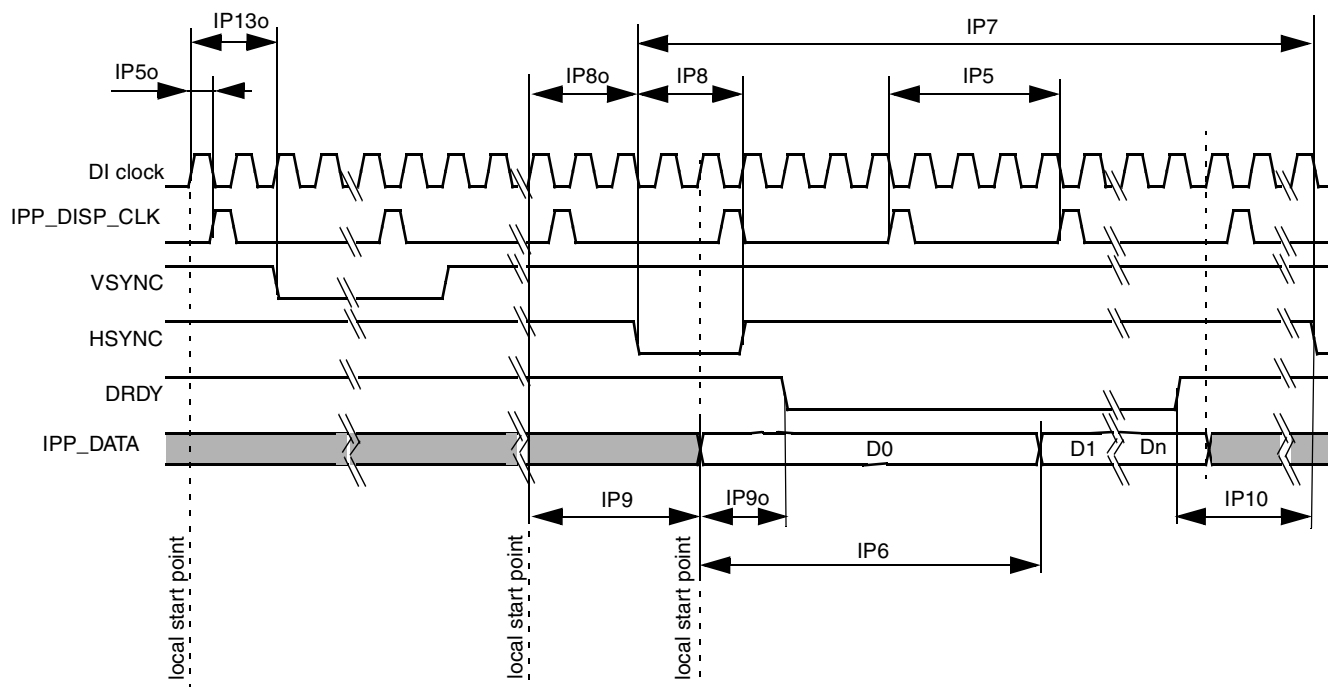 IP13o
IP7
IP5o
IP8o
IP8
IP5
DI clock
IPP_DISP_CLK
VSYNC
HSYNC
DRDY
IPP_DATA
D0
D1
Dn
IP9
IP9o
IP10
IP6
local start point
local start point
local start point